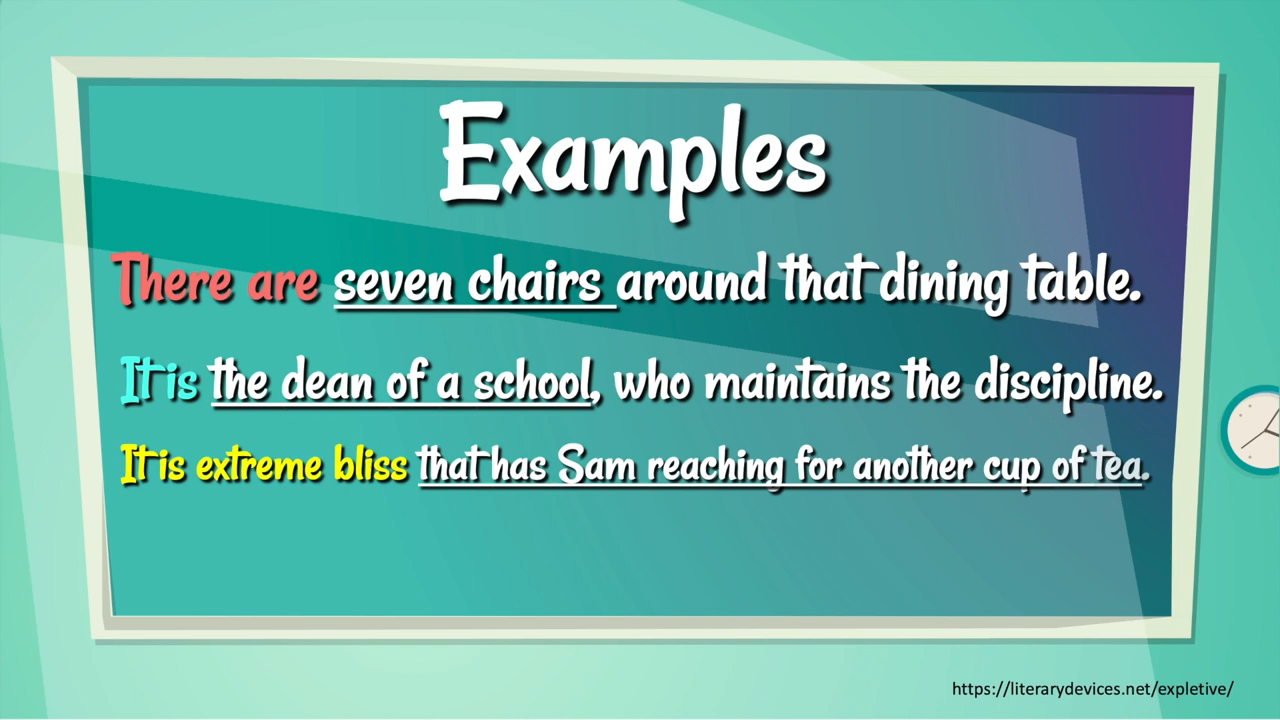 Examples
There are seven chairs around that dining table.
It is the dean of a school, who maintains the discipline.
It is extreme bliss that has Sam reaching for another cup of tea.
https://literarydevices.net/expletive/